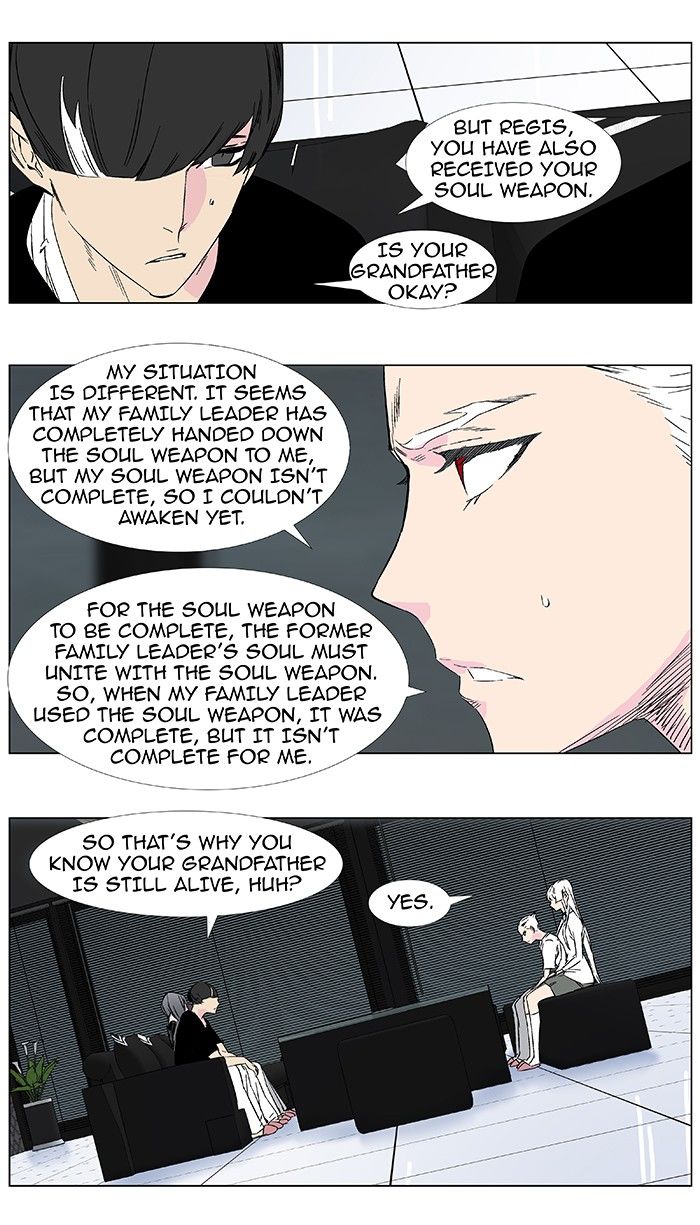 BUT REGIS,
YOU HAVE ALSO
RECEIVED YOUR
SOUL WEAPON.
IS YOUR
GRANDFATHER
OKAY?
MY SITUATION
IS DIFFERENT. IT SEEMS
THAT MY FAMILY LEADER HAS
COMPLETELY HANDED DOWN
THE SOUL WEAPON TO ME,
BUT MY SOUL WEAPON ISN'T
COMPLETE, SO I COULDN'T
AWAKEN YET.
FOR THE SOUL WEAPON
TO BE COMPLETE, THE FORMER
FAMILY LEADER'S SOUL MUST
UNITE WITH THE SOUL WEAPON.
SO, WHEN MY FAMILY LEADER
USED THE SOUL WEAPON, IT WAS
COMPLETE, BUT IT ISN'T
COMPLETE FOR ME.
SO THAT'S WHY YOU
KNOW YOUR GRANDFATHER
IS STILL ALIVE, HUH?
YES.